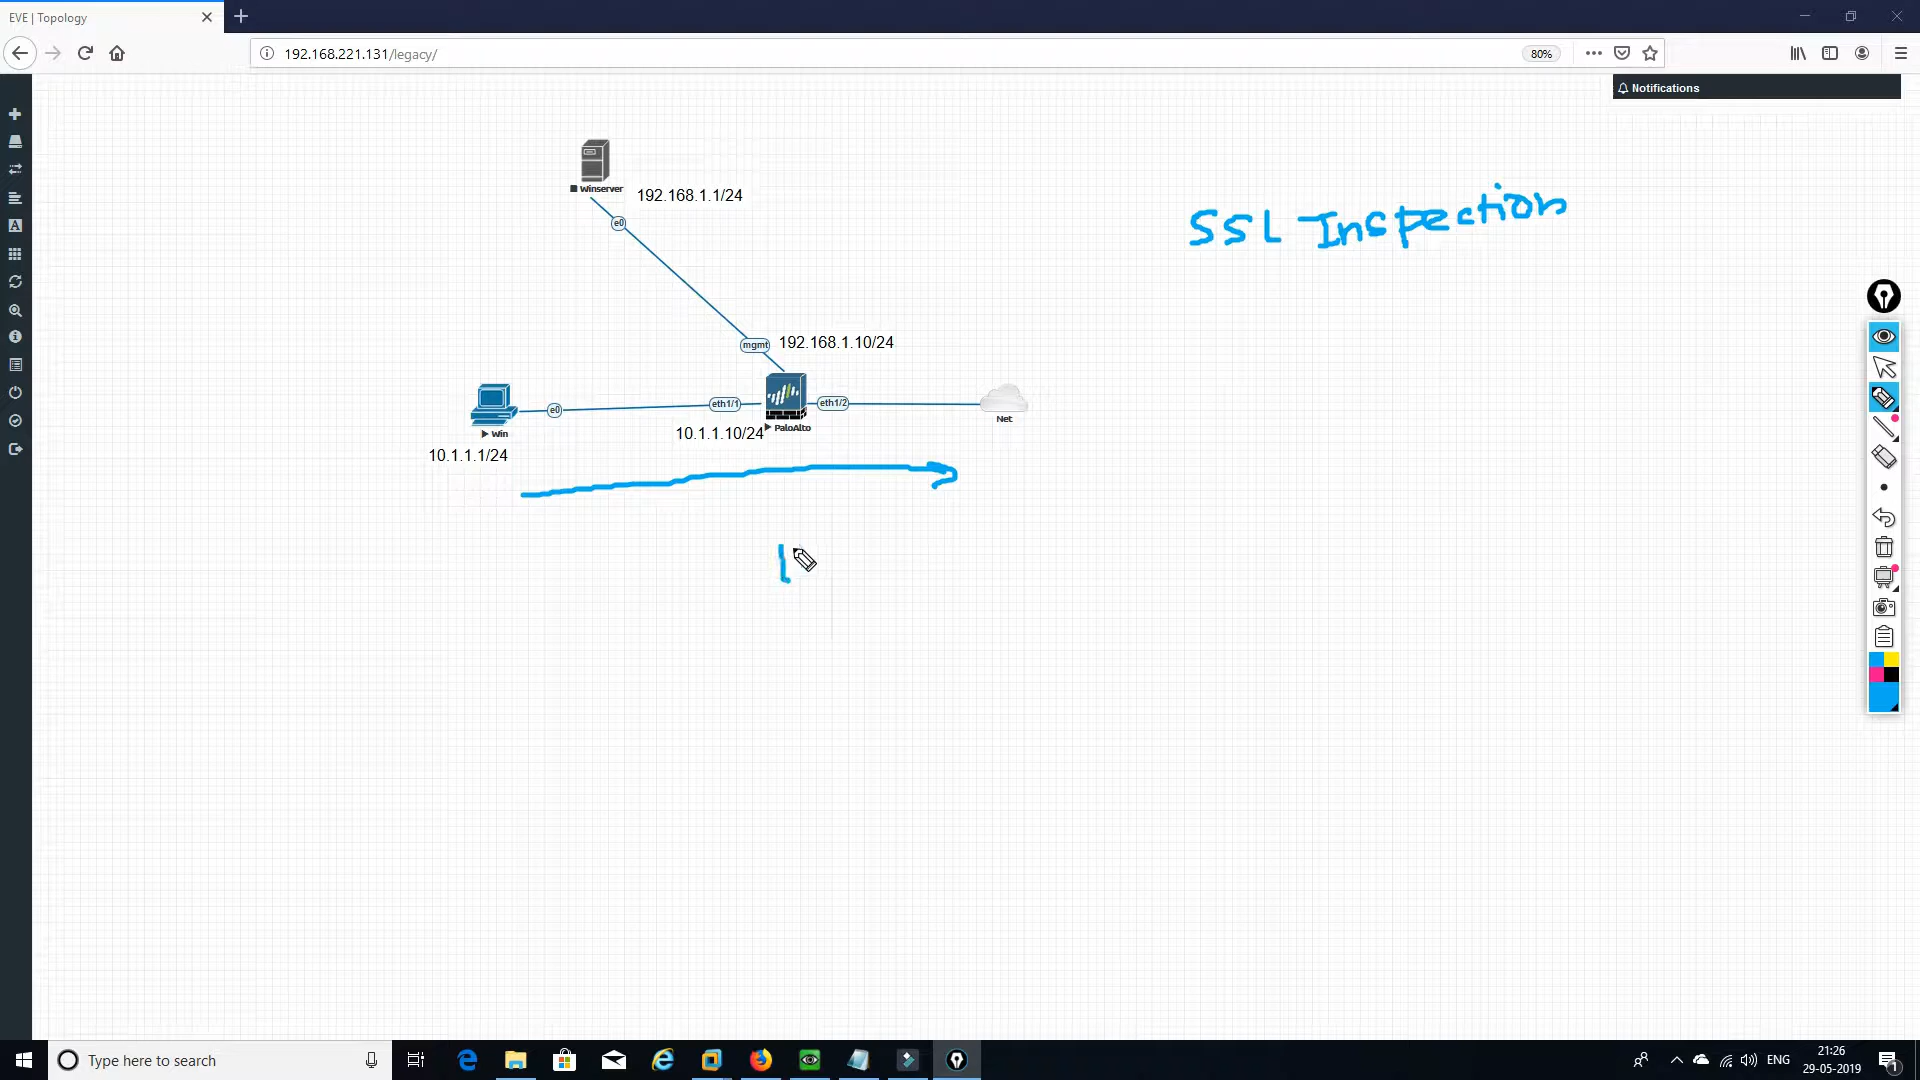 EVE | Topology
192.168.221.131/legacy/
80%
Notifications
Winserver
192.168.1.1/24
e0
SSL Inspection
mgmt
192.168.1.10/24
e0
eth1/1
eth1/2
Net
Win
10.1.1.10/24
PaloAlto
10.1.1.1/24
Type here to search
ENG
21:26
29-05-2019
1